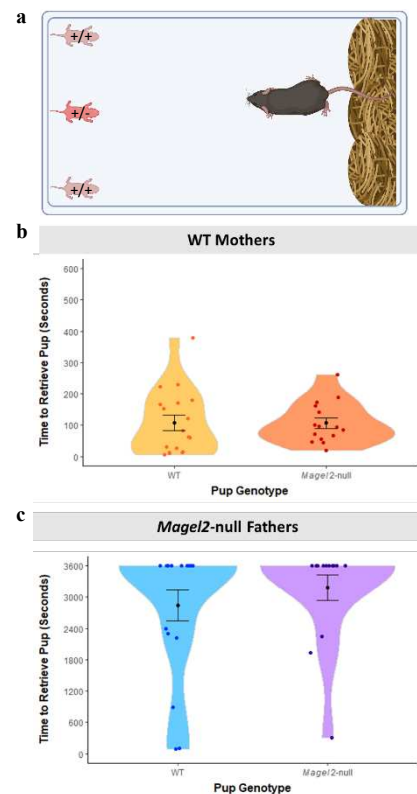 a
+/+
+/-
+/+
b
WT Mothers
Time to Retrieve Pup (Seconds)
600
500
400
300
200
100
0
WT
Magel2-null
Pup Genotype
c
Magel2-null Fathers
Time to Retrieve Pup (Seconds)
3600
3000
2400
1800
1200
600
0
WT
Magel2-null
Pup Genotype